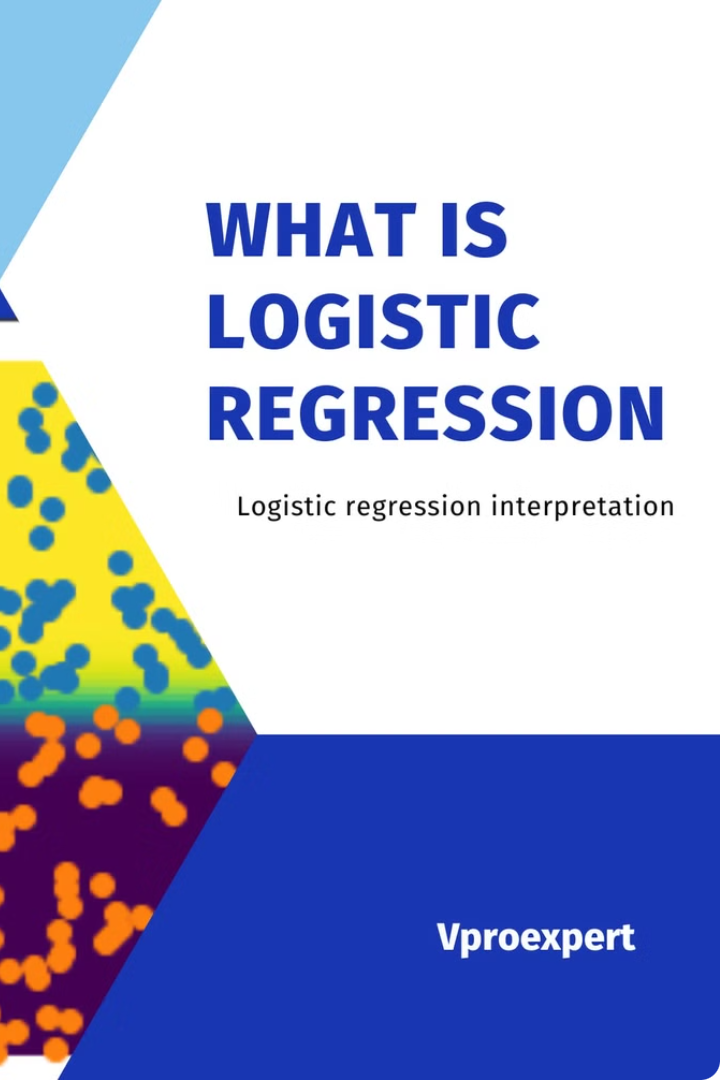 WHAT IS
LOGISTIC
REGRESSION
Logistic regression interpretation
Vproexpert